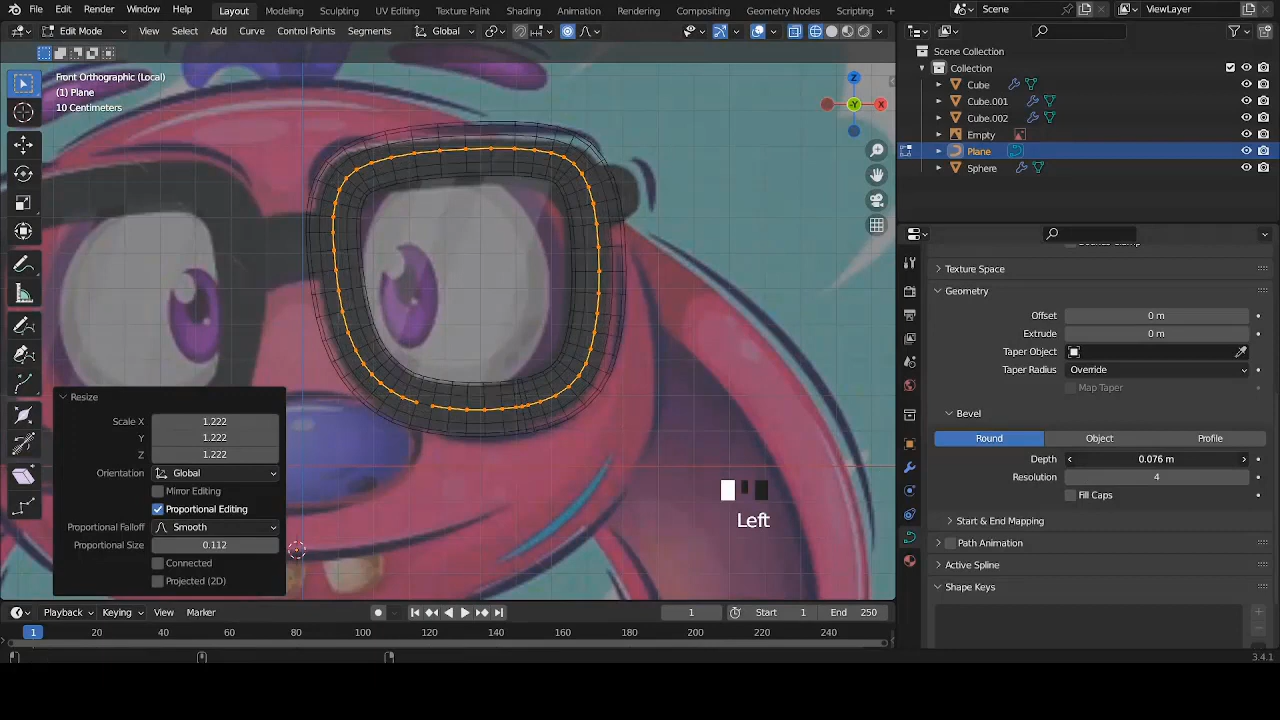 File Edit Render Window Help Layout Modeling Sculpting UV Editing Texture Paint Shading Animation Rendering Compositing Geometry Nodes Scripting Scene ViewLayer
Edit Mode View Select Add Curve Control Points Segments Global
Front Orthographic (Local)
(1) Plane
10 Centimeters
Z
X
-Y
Scene Collection
Collection
Cube
Cube.001
Cube.002
Empty
Plane
Sphere
Texture Space
Geometry
Offset 0 m
Extrude 0 m
Taper Object
Taper Radius Override
Map Taper
Bevel
Round Object Profile
Depth 0.076 m
Resolution 4
Fill Caps
Start & End Mapping
Path Animation
Active Spline
Shape Keys
Resize
Scale X 1.222
Y 1.222
Z 1.222
Orientation Global
Mirror Editing
Proportional Editing
Proportional Falloff Smooth
Proportional Size 0.112
Connected
Projected (2D)
Left
Playback Keying View Marker 1 Start 1 End 250
1 20 40 60 80 100 120 140 160 180 200 220 240
3.4.1